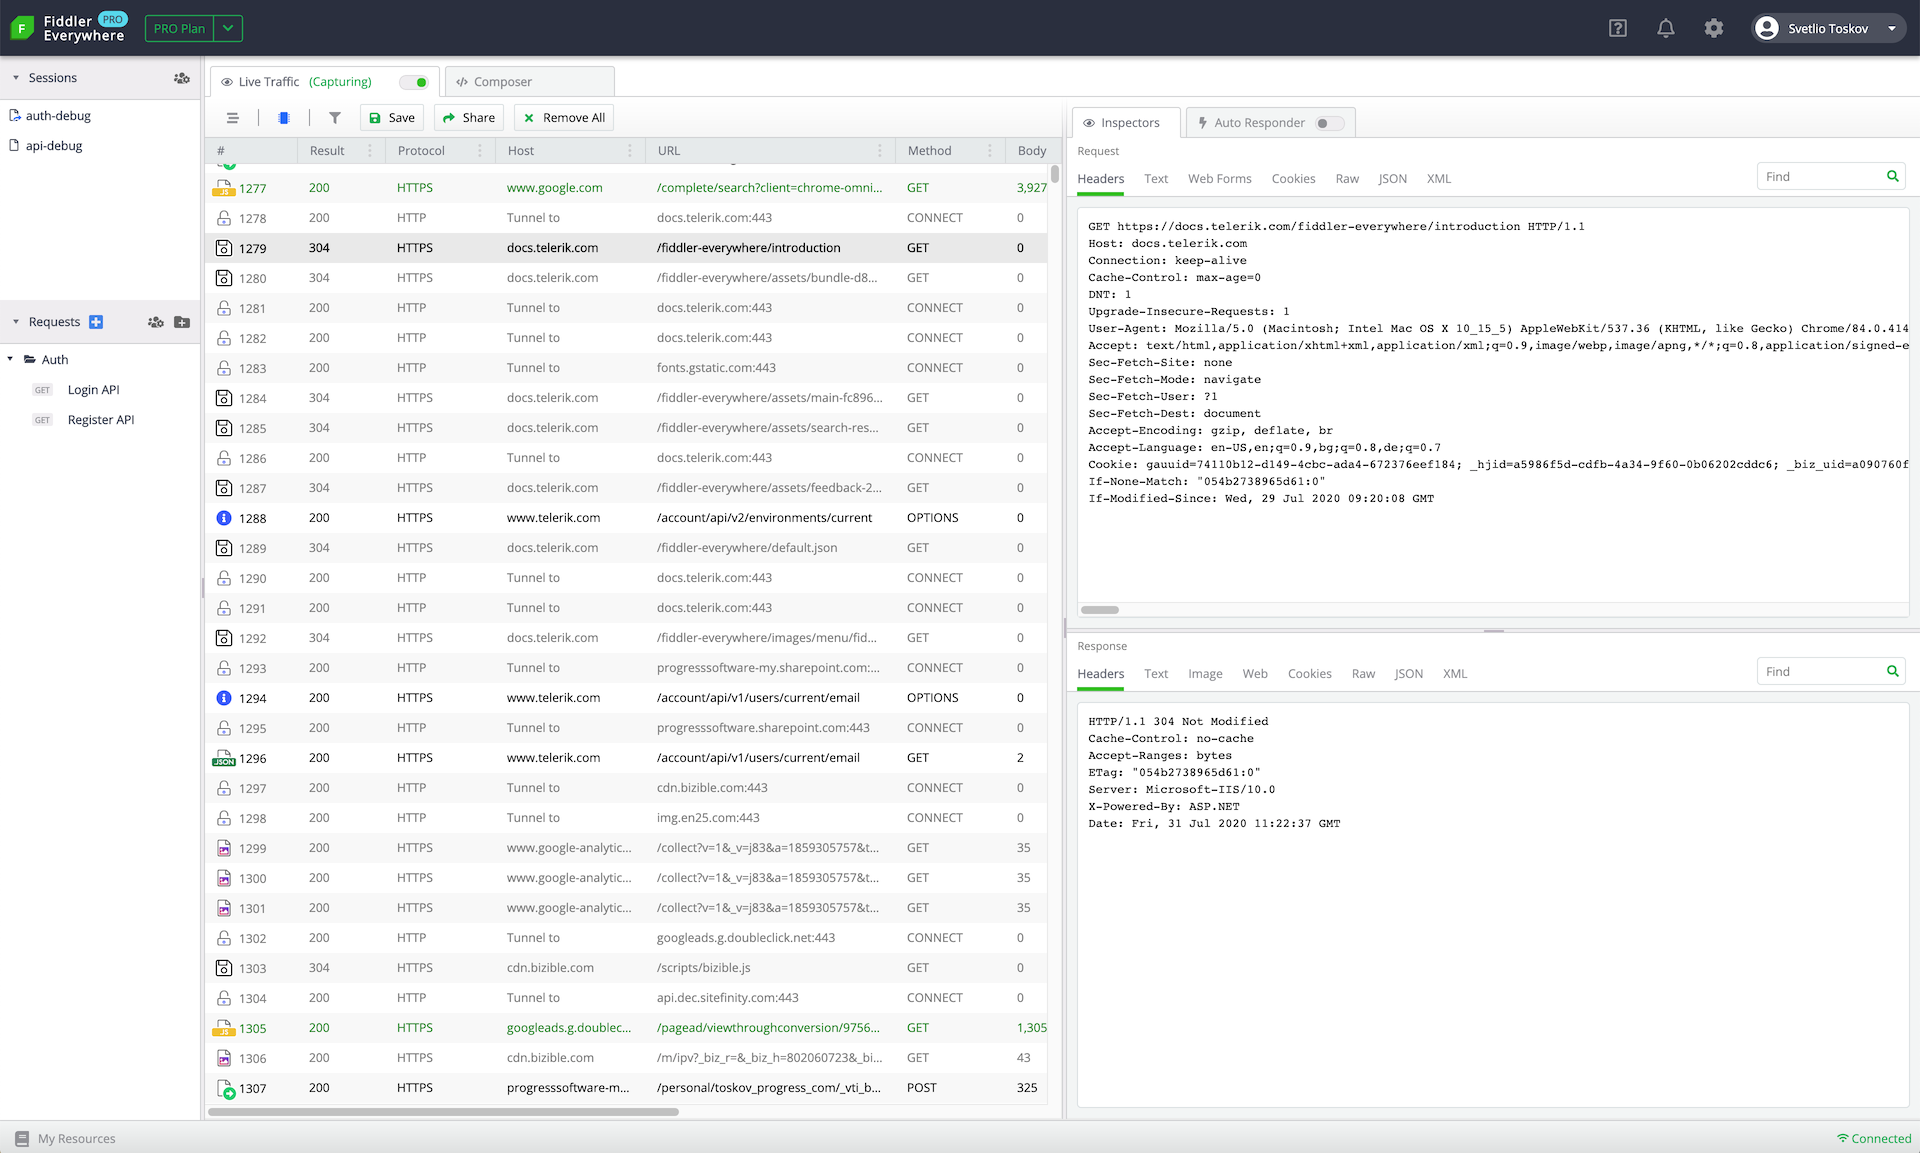 Fiddler PRO
Everywhere
F
PRO Plan
Svetlio Toskov
Sessions
auth-debug
api-debug
Requests
Auth
GET Login API
GET Register API
Live Traffic (Capturing)
Composer
Save Share Remove All
# Result Protocol Host URL Method Body
JS 1277 200 HTTPS www.google.com /complete/search?client=chrome-omni... GET 3,927
1278 200 HTTP Tunnel to docs.telerik.com:443 CONNECT 0
1279 304 HTTPS docs.telerik.com /fiddler-everywhere/introduction GET 0
1280 304 HTTPS docs.telerik.com /fiddler-everywhere/assets/bundle-d8... GET 0
1281 200 HTTP Tunnel to docs.telerik.com:443 CONNECT 0
1282 200 HTTP Tunnel to docs.telerik.com:443 CONNECT 0
1283 200 HTTP Tunnel to fonts.gstatic.com:443 CONNECT 0
1284 304 HTTPS docs.telerik.com /fiddler-everywhere/assets/main-fc896... GET 0
1285 304 HTTPS docs.telerik.com /fiddler-everywhere/assets/search-res... GET 0
1286 200 HTTP Tunnel to docs.telerik.com:443 CONNECT 0
1287 304 HTTPS docs.telerik.com /fiddler-everywhere/assets/feedback-2... GET 0
1288 200 HTTPS www.telerik.com /account/api/v2/environments/current OPTIONS 0
1289 304 HTTPS docs.telerik.com /fiddler-everywhere/default.json GET 0
1290 200 HTTP Tunnel to docs.telerik.com:443 CONNECT 0
1291 200 HTTP Tunnel to docs.telerik.com:443 CONNECT 0
1292 304 HTTPS docs.telerik.com /fiddler-everywhere/images/menu/fid... GET 0
1293 200 HTTP Tunnel to progresssoftware-my.sharepoint.com:... CONNECT 0
1294 200 HTTPS www.telerik.com /account/api/v1/users/current/email OPTIONS 0
1295 200 HTTP Tunnel to progresssoftware.sharepoint.com:443 CONNECT 0
JSON 1296 200 HTTPS www.telerik.com /account/api/v1/users/current/email GET 2
1297 200 HTTP Tunnel to cdn.bizible.com:443 CONNECT 0
1298 200 HTTP Tunnel to img.en25.com:443 CONNECT 0
1299 200 HTTPS www.google-analytic... /collect?v=1&_v=j83&a=1859305757&t... GET 35
1300 200 HTTPS www.google-analytic... /collect?v=1&_v=j83&a=1859305757&t... GET 35
1301 200 HTTPS www.google-analytic... /collect?v=1&_v=j83&a=1859305757&t... GET 35
1302 200 HTTP Tunnel to googleads.g.doubleclick.net:443 CONNECT 0
1303 304 HTTPS cdn.bizible.com /scripts/bizible.js GET 0
1304 200 HTTP Tunnel to api.dec.sitefinity.com:443 CONNECT 0
JS 1305 200 HTTPS googleads.g.doublec... /pagead/viewthroughconversion/9756... GET 1,305
1306 200 HTTPS cdn.bizible.com /m/ipv?_biz_r=&_biz_h=802060723&_bi... GET 43
1307 200 HTTPS progresssoftware-m... /personal/toskov_progress_com/_vti_b... POST 325
Inspectors
Auto Responder
Request
Headers Text Web Forms Cookies Raw JSON XML
Find
GET https://docs.telerik.com/fiddler-everywhere/introduction HTTP/1.1
Host: docs.telerik.com
Connection: keep-alive
Cache-Control: max-age=0
DNT: 1
Upgrade-Insecure-Requests: 1
User-Agent: Mozilla/5.0 (Macintosh; Intel Mac OS X 10_15_5) AppleWebKit/537.36 (KHTML, like Gecko) Chrome/84.0.414
Accept: text/html,application/xhtml+xml,application/xml;q=0.9,image/webp,image/apng,*/*;q=0.8,application/signed-e
Sec-Fetch-Site: none
Sec-Fetch-Mode: navigate
Sec-Fetch-User: ?1
Sec-Fetch-Dest: document
Accept-Encoding: gzip, deflate, br
Accept-Language: en-US,en;q=0.9,bg;q=0.8,de;q=0.7
Cookie: gauuid=74110b12-d149-4cbc-ada4-672376eef184; _hjid=a5986f5d-cdfb-4a34-9f60-0b06202cddc6; _biz_uid=a090760f
If-None-Match: "054b2738965d61:0"
If-Modified-Since: Wed, 29 Jul 2020 09:20:08 GMT
Response
Headers Text Image Web Cookies Raw JSON XML
Find
HTTP/1.1 304 Not Modified
Cache-Control: no-cache
Accept-Ranges: bytes
ETag: "054b2738965d61:0"
Server: Microsoft-IIS/10.0
X-Powered-By: ASP.NET
Date: Fri, 31 Jul 2020 11:22:37 GMT
My Resources
Connected